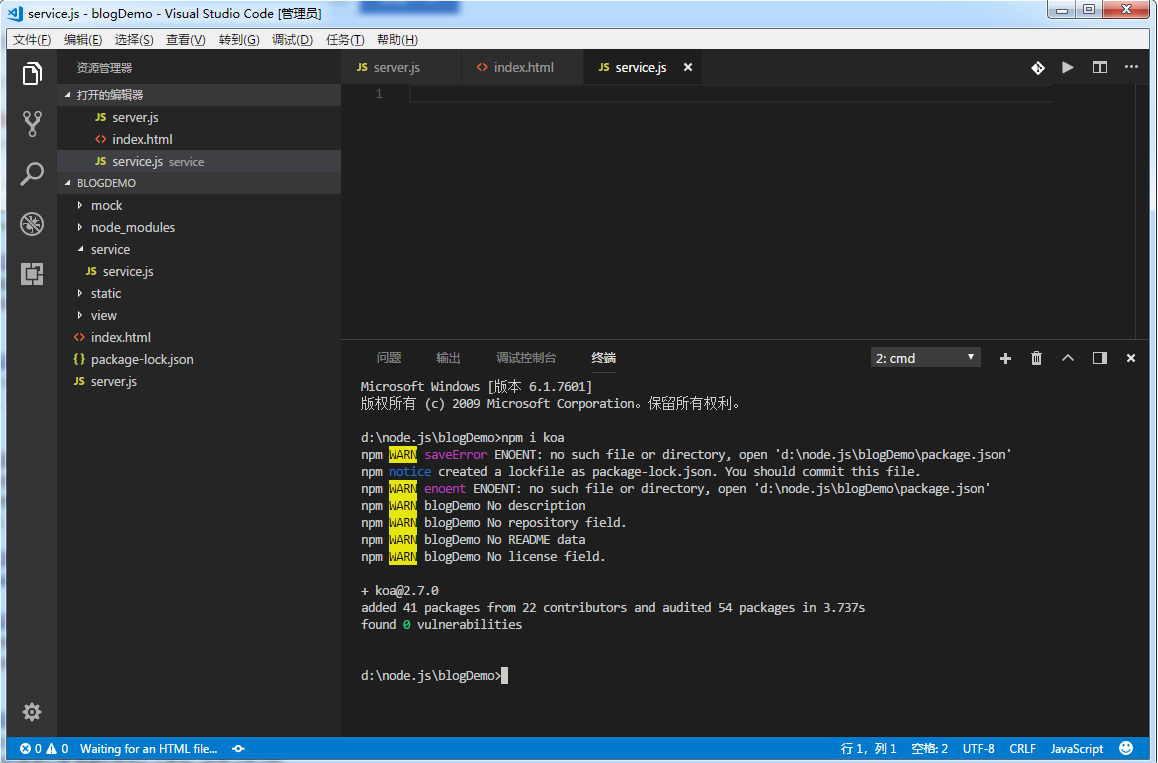 service.js - blogDemo - Visual Studio Code [管理员]
文件(F) 编辑(E) 选择(S) 查看(V) 转到(G) 调试(D) 任务(T) 帮助(H)
资源管理器
打开的编辑器
JS server.js
<> index.html
JS service.js service
BLOGDEMO
mock
node_modules
service
JS service.js
static
view
<> index.html
{} package-lock.json
JS server.js
JS server.js <> index.html JS service.js
1
问题 输出 调试控制台 终端 2: cmd
Microsoft Windows [版本 6.1.7601]
版权所有 (c) 2009 Microsoft Corporation。保留所有权利。
d:\node.js\blogDemo>npm i koa
npm WARN saveError ENOENT: no such file or directory, open 'd:\node.js\blogDemo\package.json'
npm notice created a lockfile as package-lock.json. You should commit this file.
npm WARN enoent ENOENT: no such file or directory, open 'd:\node.js\blogDemo\package.json'
npm WARN blogDemo No description
npm WARN blogDemo No repository field.
npm WARN blogDemo No README data
npm WARN blogDemo No license field.
+ koa@2.7.0
added 41 packages from 22 contributors and audited 54 packages in 3.737s
found 0 vulnerabilities
d:\node.js\blogDemo>
0 0 Waiting for an HTML file... 行 1，列 1 空格: 2 UTF-8 CRLF JavaScript